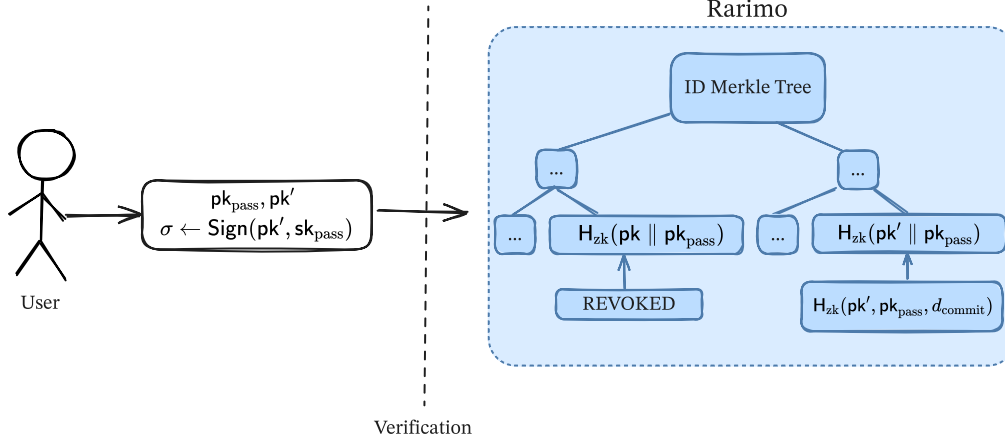 Rarimo
ID Merkle Tree
...
...
pk_pass, pk′
σ ← Sign(pk′, sk_pass)
...
H_zk(pk ∥ pk_pass)
...
H_zk(pk′ ∥ pk_pass)
REVOKED
H_zk(pk′, pk_pass, d_commit)
User
Verification